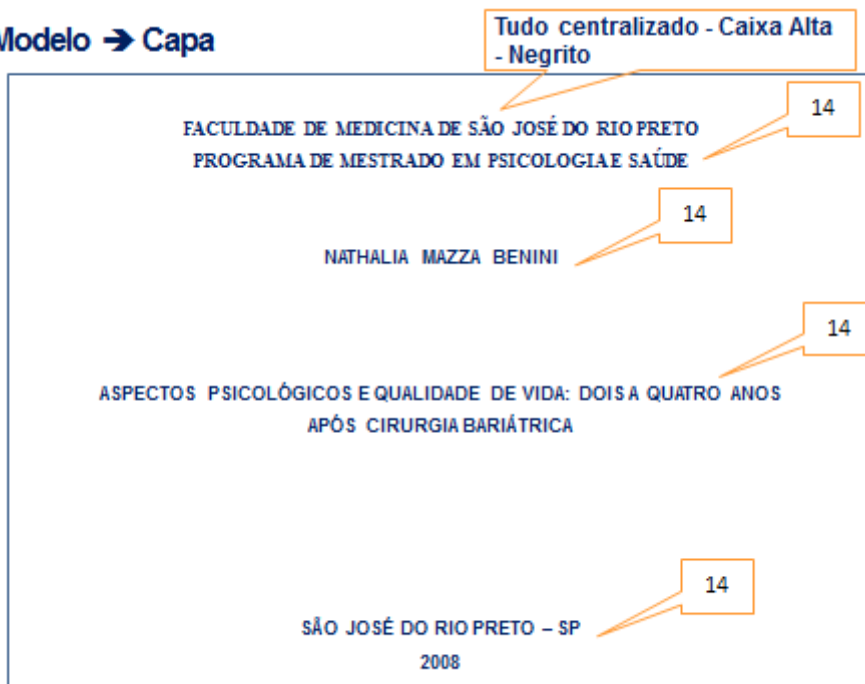 Modelo ➔ Capa
Tudo centralizado - Caixa Alta
- Negrito
FACULDADE DE MEDICINA DE SÃO JOSÉ DO RIO PRETO
14
PROGRAMA DE MESTRADO EM PSICOLOGIA E SAÚDE
14
NATHALIA MAZZA BENINI
14
ASPECTOS PSICOLÓGICOS E QUALIDADE DE VIDA: DOIS A QUATRO ANOS
APÓS CIRURGIA BARIÁTRICA
14
SÃO JOSÉ DO RIO PRETO – SP
2008